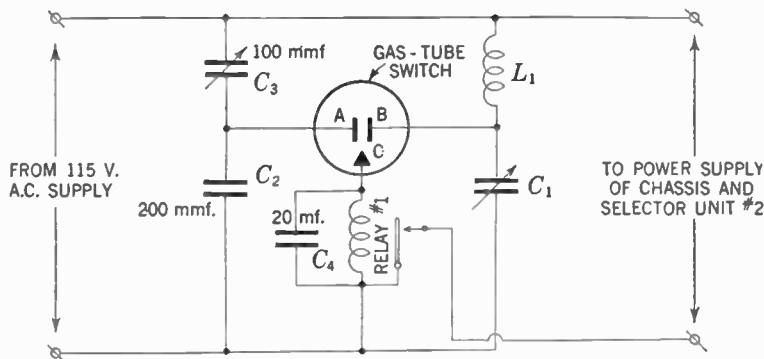 100 mmf
C3
GAS-TUBE
SWITCH
L1
A
B
C
FROM 115 V.
A.C. SUPPLY
C2
200 mmf.
20 mf.
C4
RELAY #1
C1
TO POWER SUPPLY
OF CHASSIS AND
SELECTOR UNIT #2